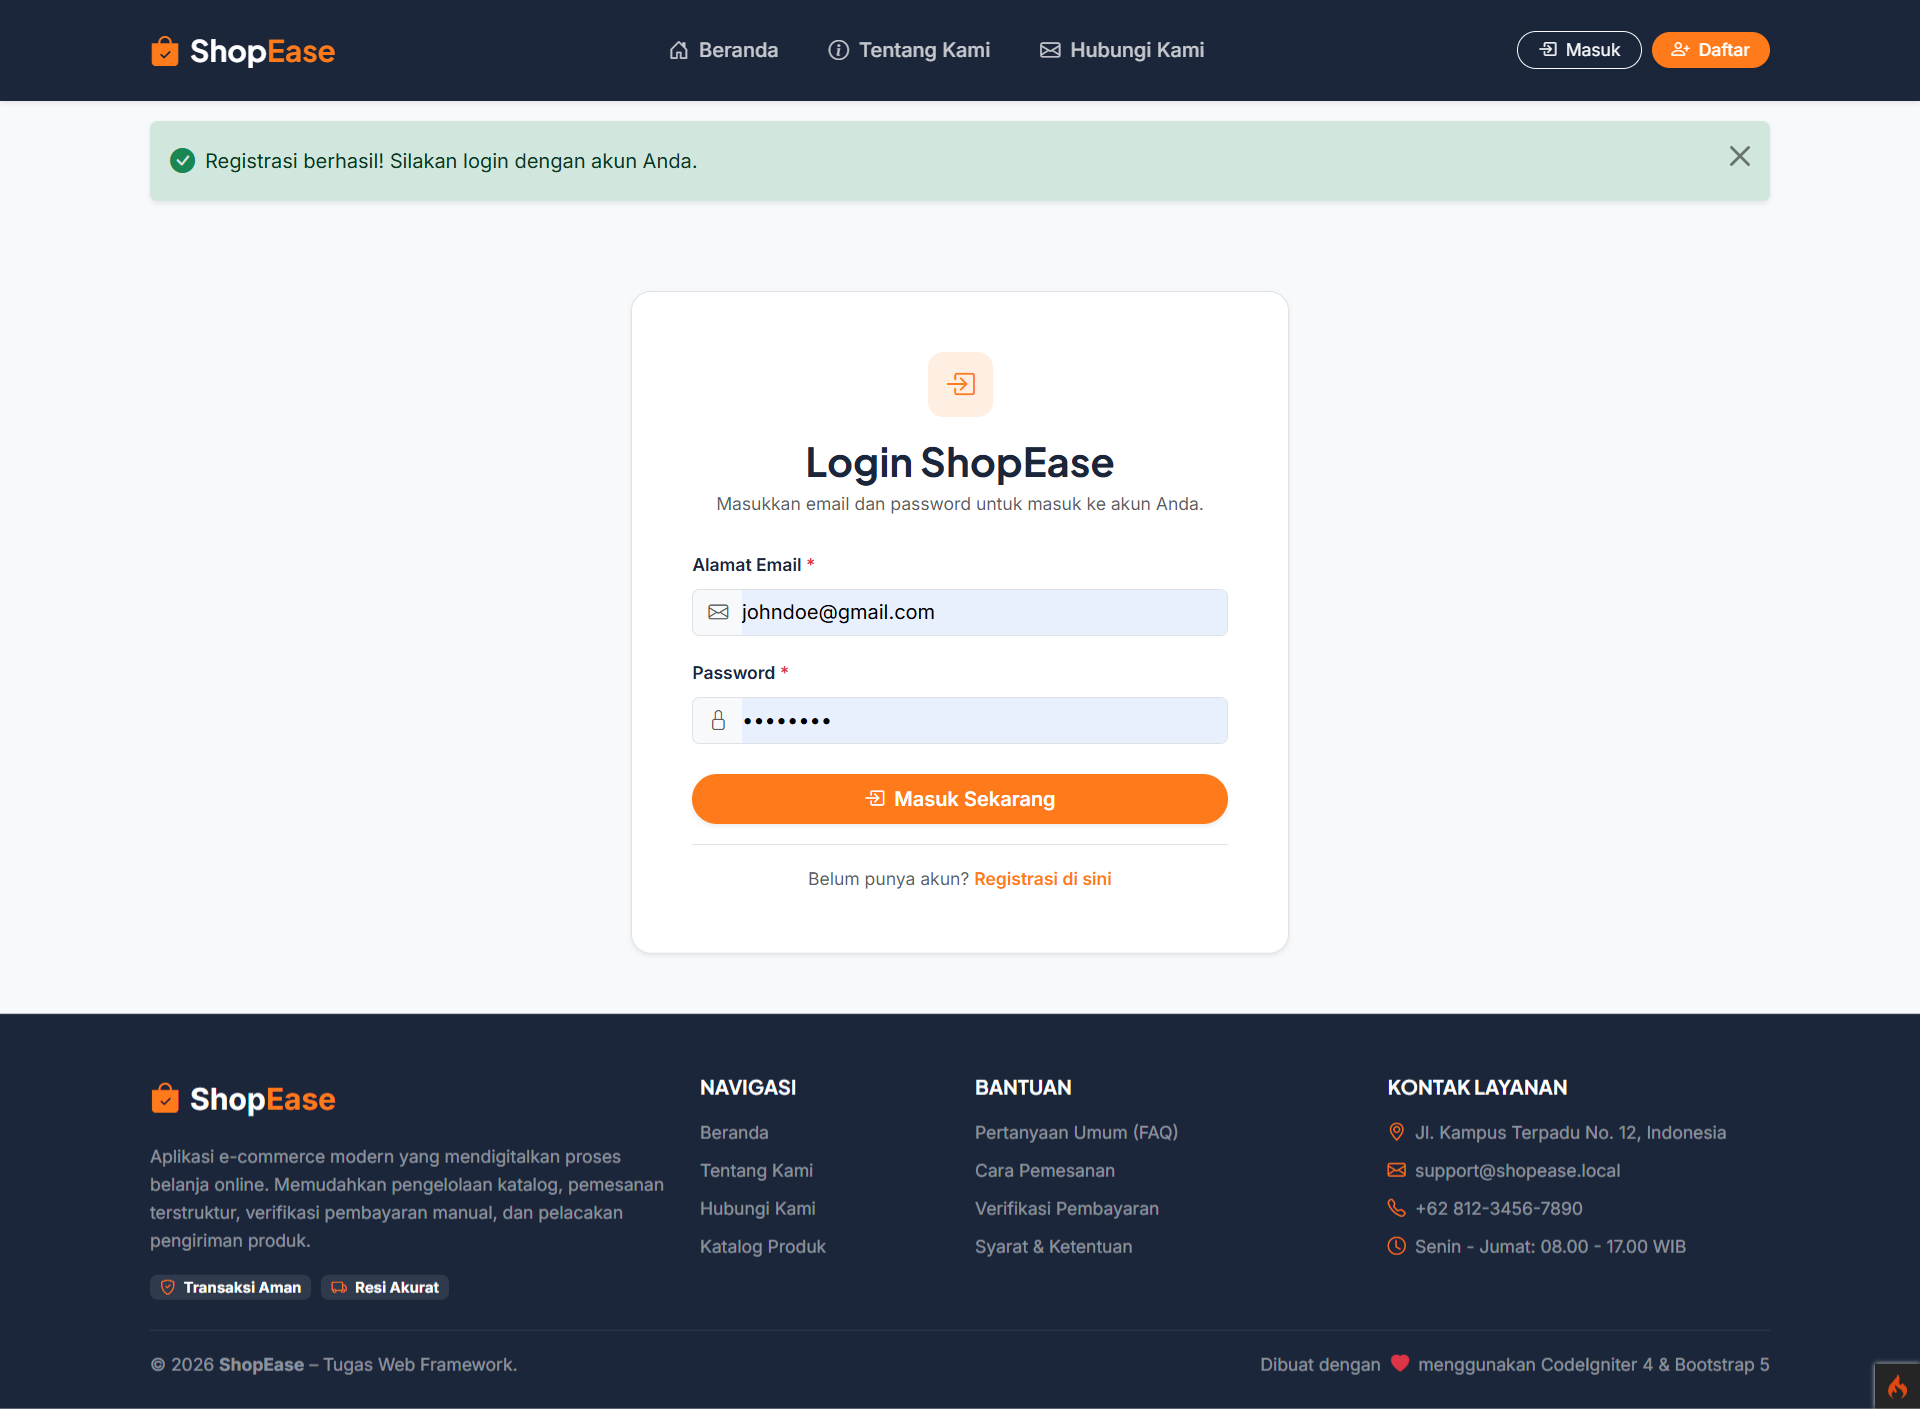 ShopEase
Beranda
Tentang Kami
Hubungi Kami
Masuk
Daftar
Registrasi berhasil! Silakan login dengan akun Anda.
Login ShopEase
Masukkan email dan password untuk masuk ke akun Anda.
Alamat Email *
johndoe@gmail.com
Password *
••••••••
Masuk Sekarang
Belum punya akun? Registrasi di sini
ShopEase
Aplikasi e-commerce modern yang mendigitalkan proses
belanja online. Memudahkan pengelolaan katalog, pemesanan
terstruktur, verifikasi pembayaran manual, dan pelacakan
pengiriman produk.
Transaksi Aman
Resi Akurat
NAVIGASI
Beranda
Tentang Kami
Hubungi Kami
Katalog Produk
BANTUAN
Pertanyaan Umum (FAQ)
Cara Pemesanan
Verifikasi Pembayaran
Syarat & Ketentuan
KONTAK LAYANAN
Jl. Kampus Terpadu No. 12, Indonesia
support@shopease.local
+62 812-3456-7890
Senin - Jumat: 08.00 - 17.00 WIB
© 2026 ShopEase – Tugas Web Framework.
Dibuat dengan ❤ menggunakan CodeIgniter 4 & Bootstrap 5